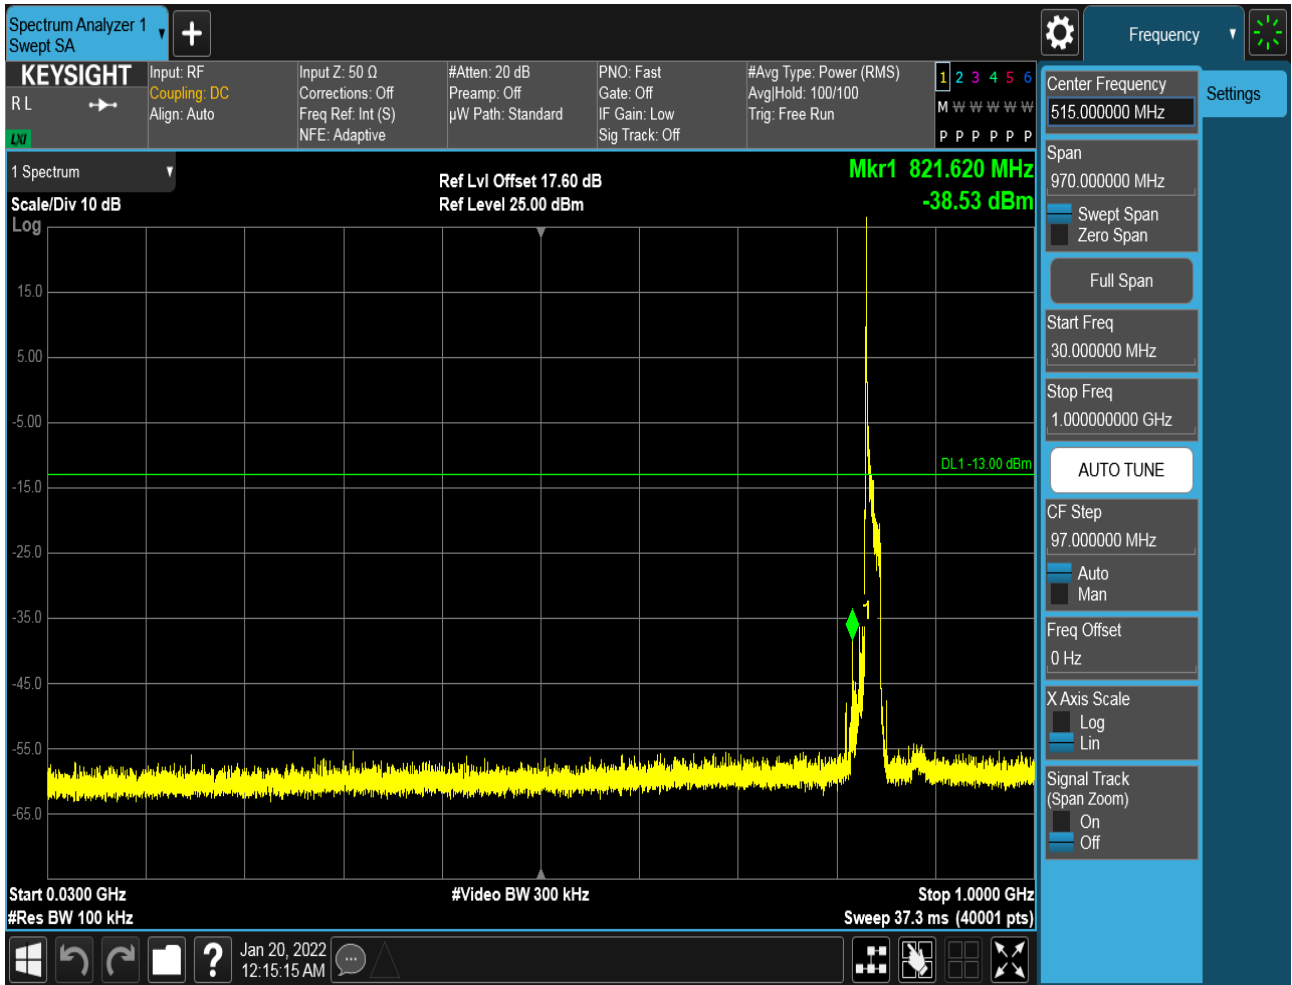 Spectrum Analyzer 1
Swept SA
Frequency
KEYSIGHT
R L
LXI
Input: RF
Coupling: DC
Align: Auto
Input Z: 50 Ω
Corrections: Off
Freq Ref: Int (S)
NFE: Adaptive
#Atten: 20 dB
Preamp: Off
µW Path: Standard
PNO: Fast
Gate: Off
IF Gain: Low
Sig Track: Off
#Avg Type: Power (RMS)
Avg|Hold: 100/100
Trig: Free Run
1 2 3 4 5 6
M W W W W W
P P P P P P
1 Spectrum
Scale/Div 10 dB
Log
Ref Lvl Offset 17.60 dB
Ref Level 25.00 dBm
Mkr1 821.620 MHz
-38.53 dBm
15.0
5.00
-5.00
-15.0
-25.0
-35.0
-45.0
-55.0
-65.0
DL1 -13.00 dBm
Start 0.0300 GHz
#Res BW 100 kHz
#Video BW 300 kHz
Stop 1.0000 GHz
Sweep 37.3 ms (40001 pts)
Center Frequency
515.000000 MHz
Settings
Span
970.000000 MHz
Swept Span
Zero Span
Full Span
Start Freq
30.000000 MHz
Stop Freq
1.000000000 GHz
AUTO TUNE
CF Step
97.000000 MHz
Auto
Man
Freq Offset
0 Hz
X Axis Scale
Log
Lin
Signal Track
(Span Zoom)
On
Off
?
Jan 20, 2022
12:15:15 AM